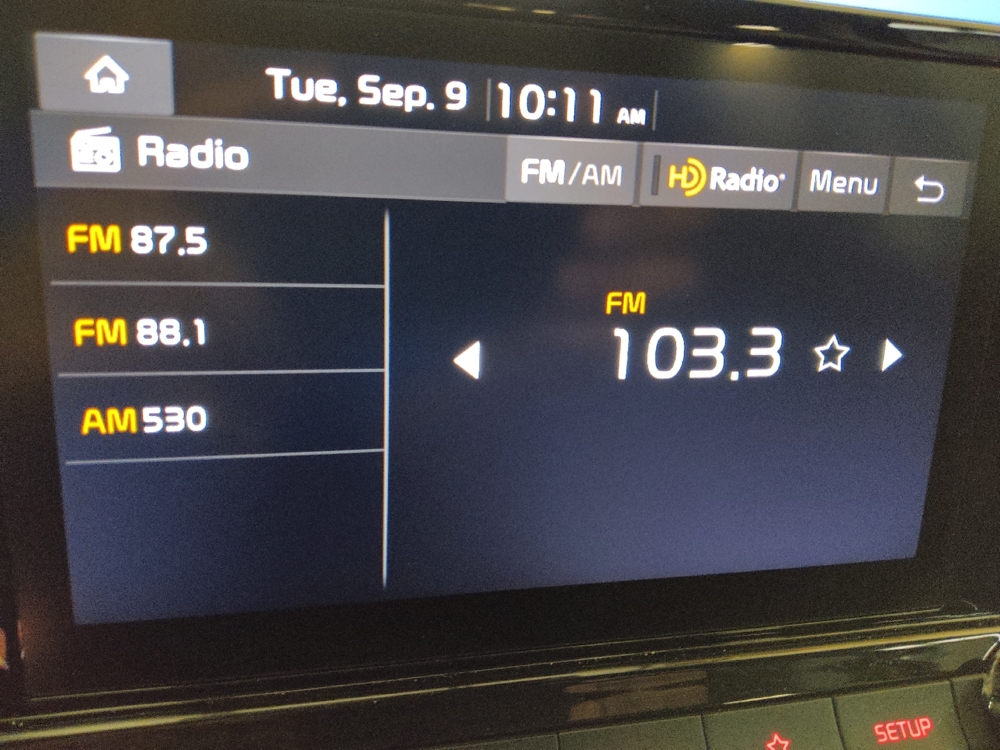 Tue, Sep. 9 10:11 AM
Radio FM/AM HD Radio Menu
FM 87.5
FM 88.1
AM 530
FM
103.3
SETUP